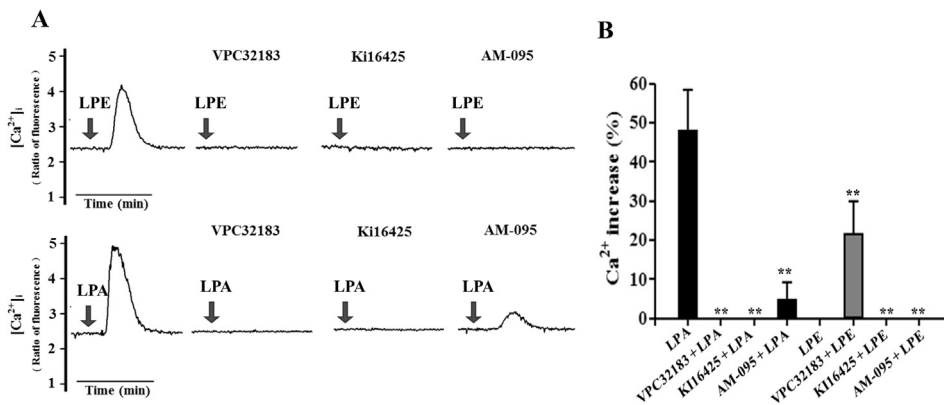 A
VPC32183 Ki16425 AM-095
[Ca²⁺]i
( Ratio of fluorescence )
5
4
3
2
1
LPE LPE LPE LPE
Time (min)
VPC32183 Ki16425 AM-095
[Ca²⁺]i
( Ratio of fluorescence )
5
4
3
2
1
LPA LPA LPA LPA
Time (min)
B
Ca²⁺ increase (%)
60
50
40
30
20
10
0
** ** ** ** ** **
LPA
VPC32183 + LPA
KI16425 + LPA
AM-095 + LPA
LPE
VPC32183 + LPE
KI16425 + LPE
AM-095 + LPE